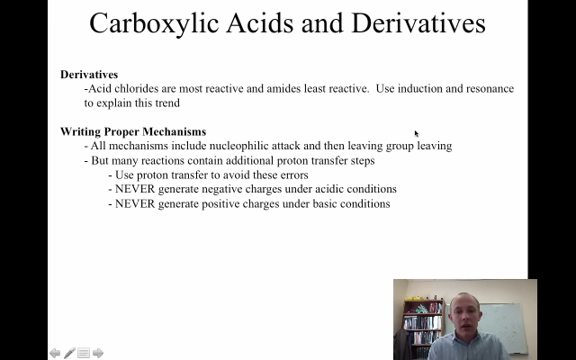 Carboxylic Acids and Derivatives
Derivatives
-Acid chlorides are most reactive and amides least reactive. Use induction and resonance
to explain this trend
Writing Proper Mechanisms
- All mechanisms include nucleophilic attack and then leaving group leaving
- But many reactions contain additional proton transfer steps
- Use proton transfer to avoid these errors
- NEVER generate negative charges under acidic conditions
- NEVER generate positive charges under basic conditions